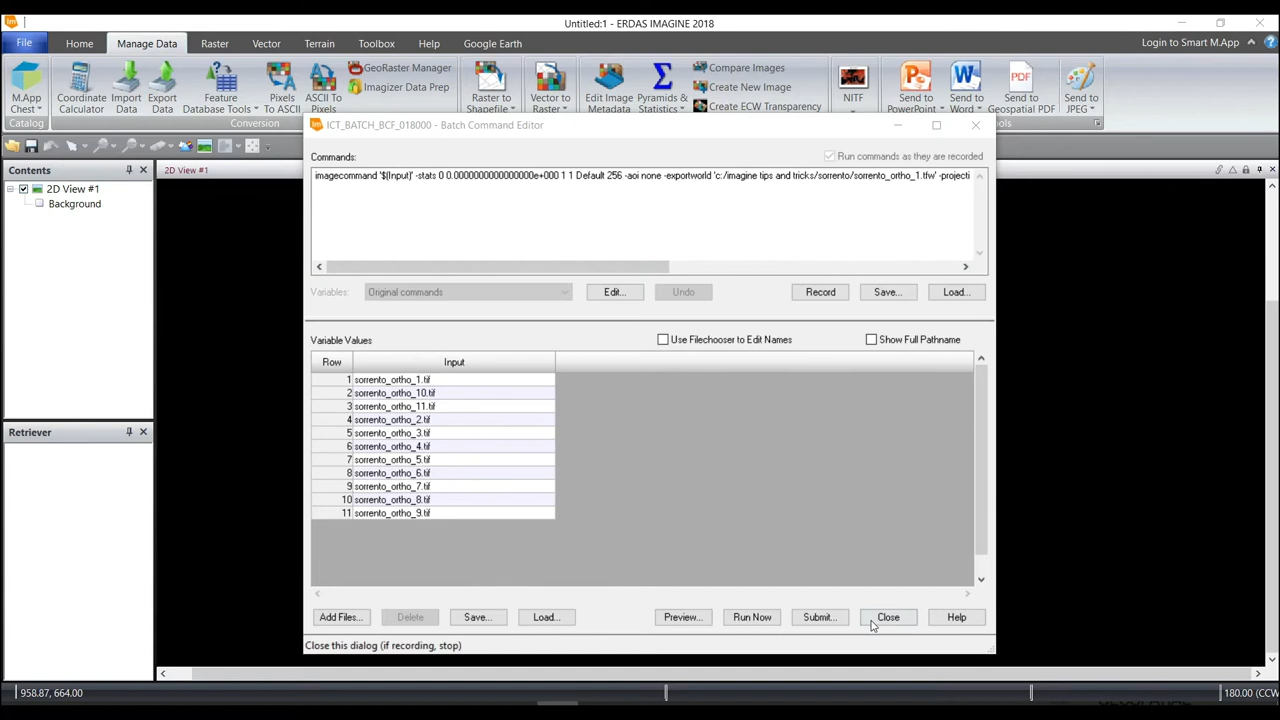 Untitled:1 - ERDAS IMAGINE 2018
File Home Manage Data Raster Vector Terrain Toolbox Help Google Earth Login to Smart M.App
M.App Chest
Coordinate Calculator
Import Data
Export Data
Feature Database Tools
Pixels To ASCII
ASCII To Pixels
GeoRaster Manager
Imagizer Data Prep
Raster to Shapefile
Vector to Raster
Edit Image Metadata
Pyramids & Statistics
Compare Images
Create New Image
Create ECW Transparency
NITF
Send to PowerPoint
Send to Word
Send to Geospatial PDF
Send to JPEG
Catalog Conversion
ICT_BATCH_BCF_018000 - Batch Command Editor
Contents
2D View #1
2D View #1
Background
Retriever
Commands: Run commands as they are recorded
imagecommand '$(Input)' -stats 0 0.0000000000000000e+000 1 1 Default 256 -aoi none -exportworld 'c:/imagine tips and tricks/sorrento/sorrento_ortho_1.tfw' -projecti
Variables: Original commands Edit... Undo Record Save... Load...
Variable Values Use Filechooser to Edit Names Show Full Pathname
Row Input
1 sorrento_ortho_1.tif
2 sorrento_ortho_10.tif
3 sorrento_ortho_11.tif
4 sorrento_ortho_2.tif
5 sorrento_ortho_3.tif
6 sorrento_ortho_4.tif
7 sorrento_ortho_5.tif
8 sorrento_ortho_6.tif
9 sorrento_ortho_7.tif
10 sorrento_ortho_8.tif
11 sorrento_ortho_9.tif
Add Files... Delete Save... Load... Preview... Run Now Submit... Close Help
Close this dialog (if recording, stop)
958.87, 664.00
180.00 (CCW